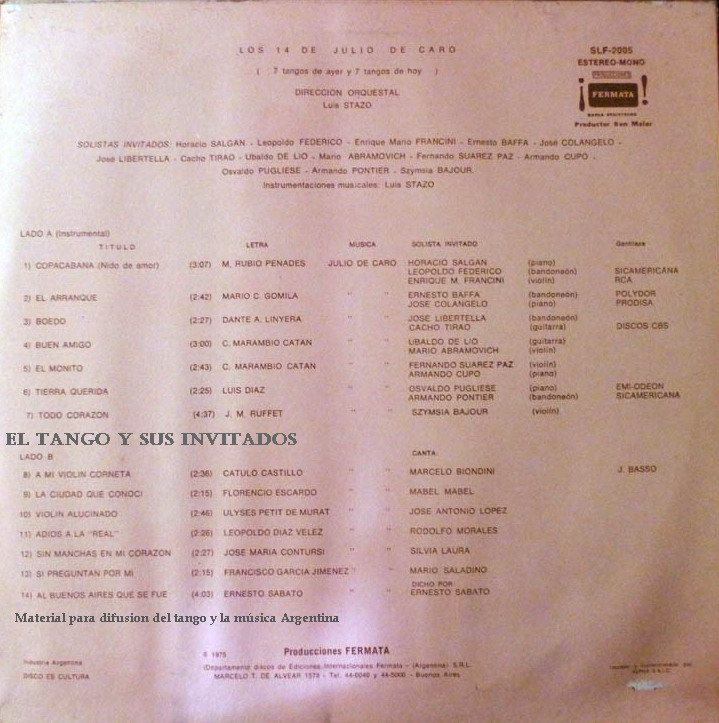 LOS 14 DE JULIO DE CARO
( 7 tangos de ayer y 7 tangos de hoy )
DIRECCION ORQUESTAL
Luis STAZO
SLF-2005
ESTEREO-MONO
PRODUCCIONES
¡FERMATA!
MARCA REGISTRADA
Productor Ben Molar
SOLISTAS INVITADOS: Horacio SALGAN - Leopoldo FEDERICO - Enrique Mario FRANCINI - Ernesto BAFFA - José COLANGELO -
José LIBERTELLA - Cacho TIRAO - Ubaldo DE LIO - Mario ABRAMOVICH - Fernando SUAREZ PAZ - Armando CUPO -
Osvaldo PUGLIESE - Armando PONTIER - Szymsia BAJOUR.
Instrumentaciones musicales: Luis STAZO
LADO A (Instrumental)
TITULO LETRA MUSICA SOLISTA INVITADO Gentileza
1) COPACABANA (Nido de amor) (3:07) M. RUBIO PENADES JULIO DE CARO HORACIO SALGAN (piano)
LEOPOLDO FEDERICO (bandoneón) SICAMERICANA
ENRIQUE M. FRANCINI (violín) RCA
2) EL ARRANQUE (2:42) MARIO C. GOMILA " " ERNESTO BAFFA (bandoneón) POLYDOR
JOSE COLANGELO (piano) PRODISA
3) BOEDO (2:27) DANTE A. LINYERA " " JOSE LIBERTELLA (bandoneón)
CACHO TIRAO (guitarra) DISCOS CBS
4) BUEN AMIGO (3:00) C. MARAMBIO CATAN " " UBALDO DE LIO (guitarra)
MARIO ABRAMOVICH (violín)
5) EL MONITO (2:43) C. MARAMBIO CATAN " " FERNANDO SUAREZ PAZ (violín)
ARMANDO CUPO (piano)
6) TIERRA QUERIDA (2:25) LUIS DIAZ " " OSVALDO PUGLIESE (piano) EMI-ODEON
ARMANDO PONTIER (bandoneón) SICAMERICANA
7) TODO CORAZON (4:37) J. M. RUFFET " " SZYMSIA BAJOUR (violín)
EL TANGO Y SUS INVITADOS
LADO B CANTA:
8) A MI VIOLIN CORNETA (2:36) CATULO CASTILLO " " MARCELO BIONDINI J. BASSO
9) LA CIUDAD QUE CONOCI (2:15) FLORENCIO ESCARDO " " MABEL MABEL
10) VIOLIN ALUCINADO (2:46) ULYSES PETIT DE MURAT " " JOSE ANTONIO LOPEZ
11) ADIOS A LA "REAL" LEOPOLDO DIAZ VELEZ " " RODOLFO MORALES
12) SIN MANCHAS EN MI CORAZON (2:27) JOSE MARIA CONTURSI " " SILVIA LAURA
13) SI PREGUNTAN POR MI (2:15) FRANCISCO GARCIA JIMENEZ " " MARIO SALADINO
DICHO POR
14) AL BUENOS AIRES QUE SE FUE (4:03) ERNESTO SABATO " " ERNESTO SABATO
Material para difusion del tango y la música Argentina
© 1975 Producciones FERMATA
(Departamento discos de Ediciones Internacionales Fermata - (Argentina) S.R.L.
MARCELO T. DE ALVEAR 1579 - Tel. 44-5000 - Buenos Aires
Industria Argentina
DISCO ES CULTURA